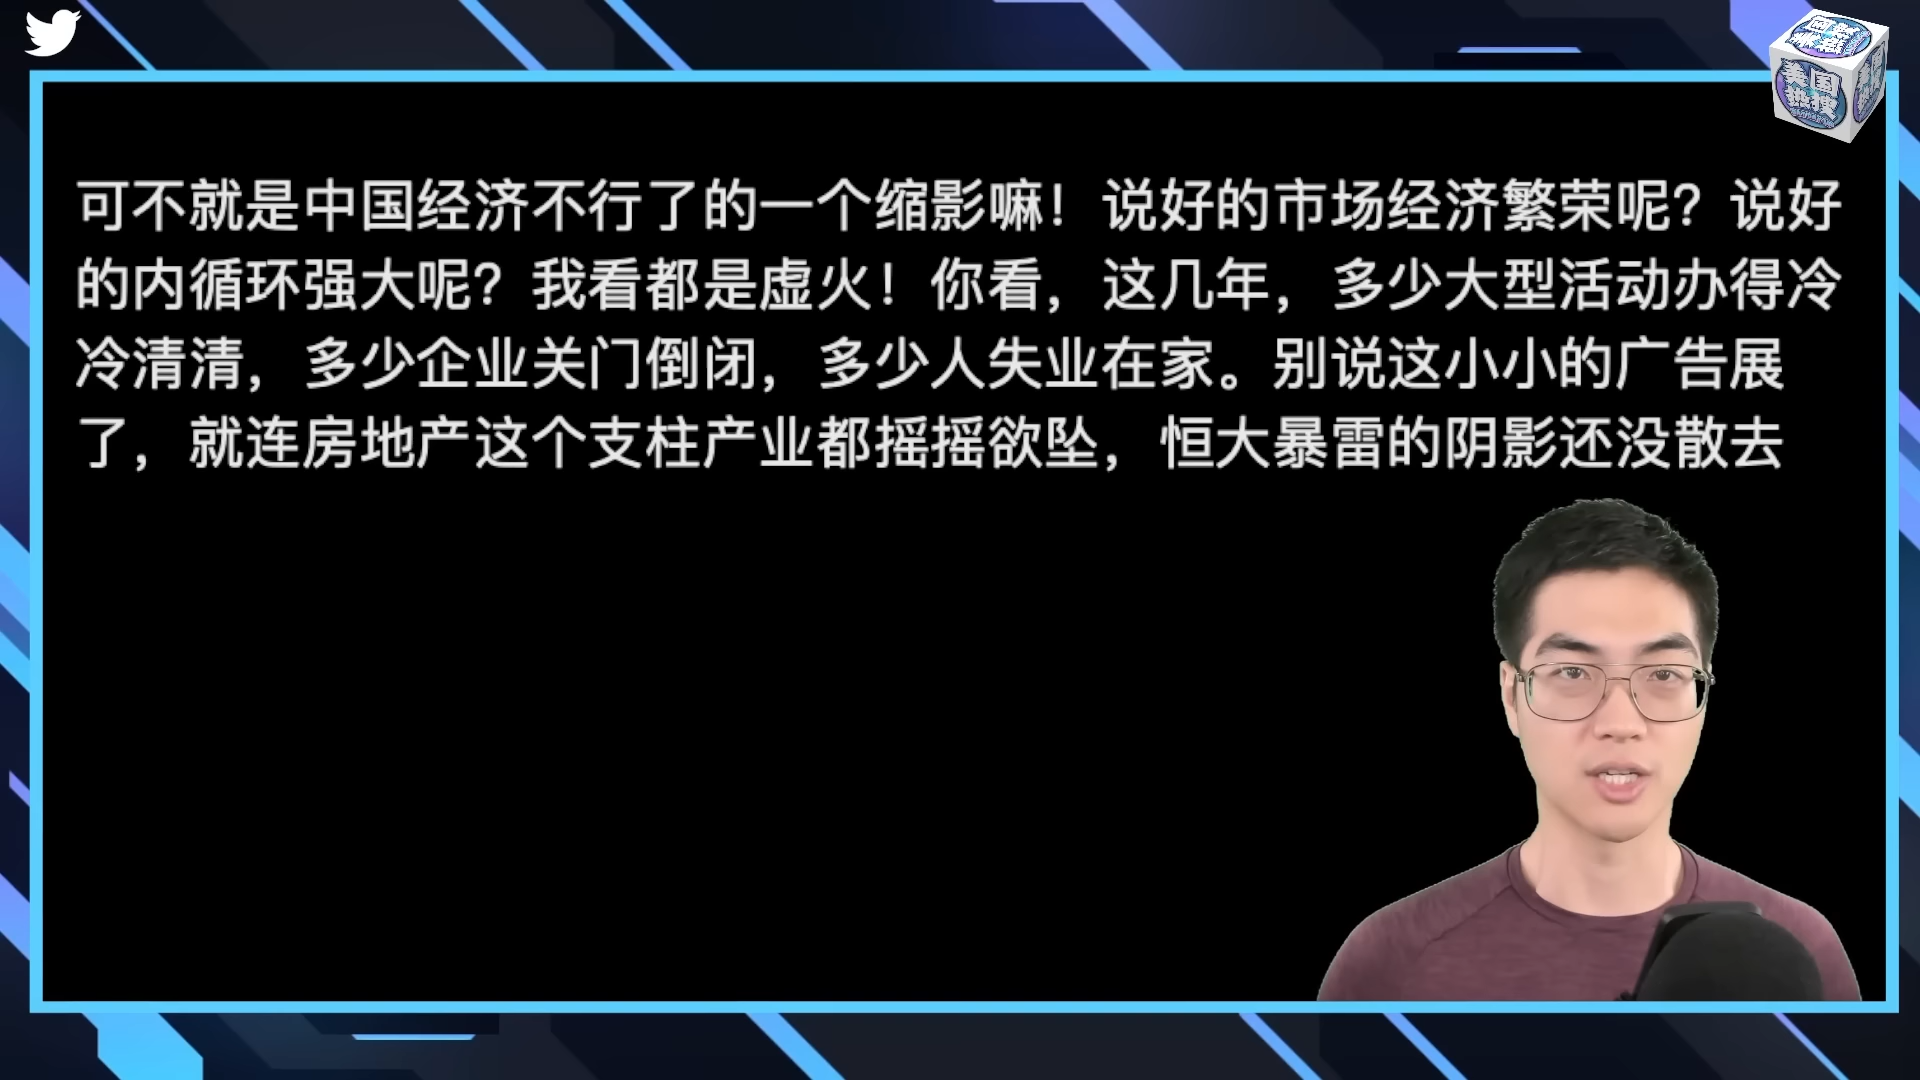 可不就是中国经济不行了的一个缩影嘛！说好的市场经济繁荣呢？说好
的内循环强大呢？我看都是虚火！你看，这几年，多少大型活动办得冷
冷清清，多少企业关门倒闭，多少人失业在家。别说这小小的广告展
了，就连房地产这个支柱产业都摇摇欲坠，恒大暴雷的阴影还没散去
美国
热搜